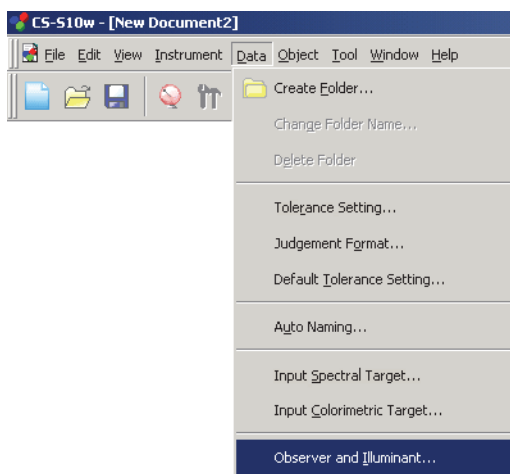 CS-S10w - [New Document2]
File Edit View Instrument Data Object Tool Window Help
Create Folder...
Change Folder Name...
Delete Folder
Tolerance Setting...
Judgement Format...
Default Tolerance Setting...
Auto Naming...
Input Spectral Target...
Input Colorimetric Target...
Observer and Illuminant...